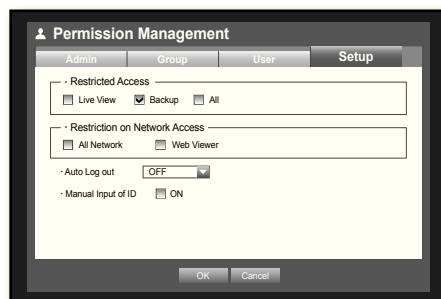 Permission Management
Admin Group User Setup
· Restricted Access
Live View Backup All
· Restriction on Network Access
All Network Web Viewer
· Auto Log out OFF
· Manual Input of ID ON
OK Cancel